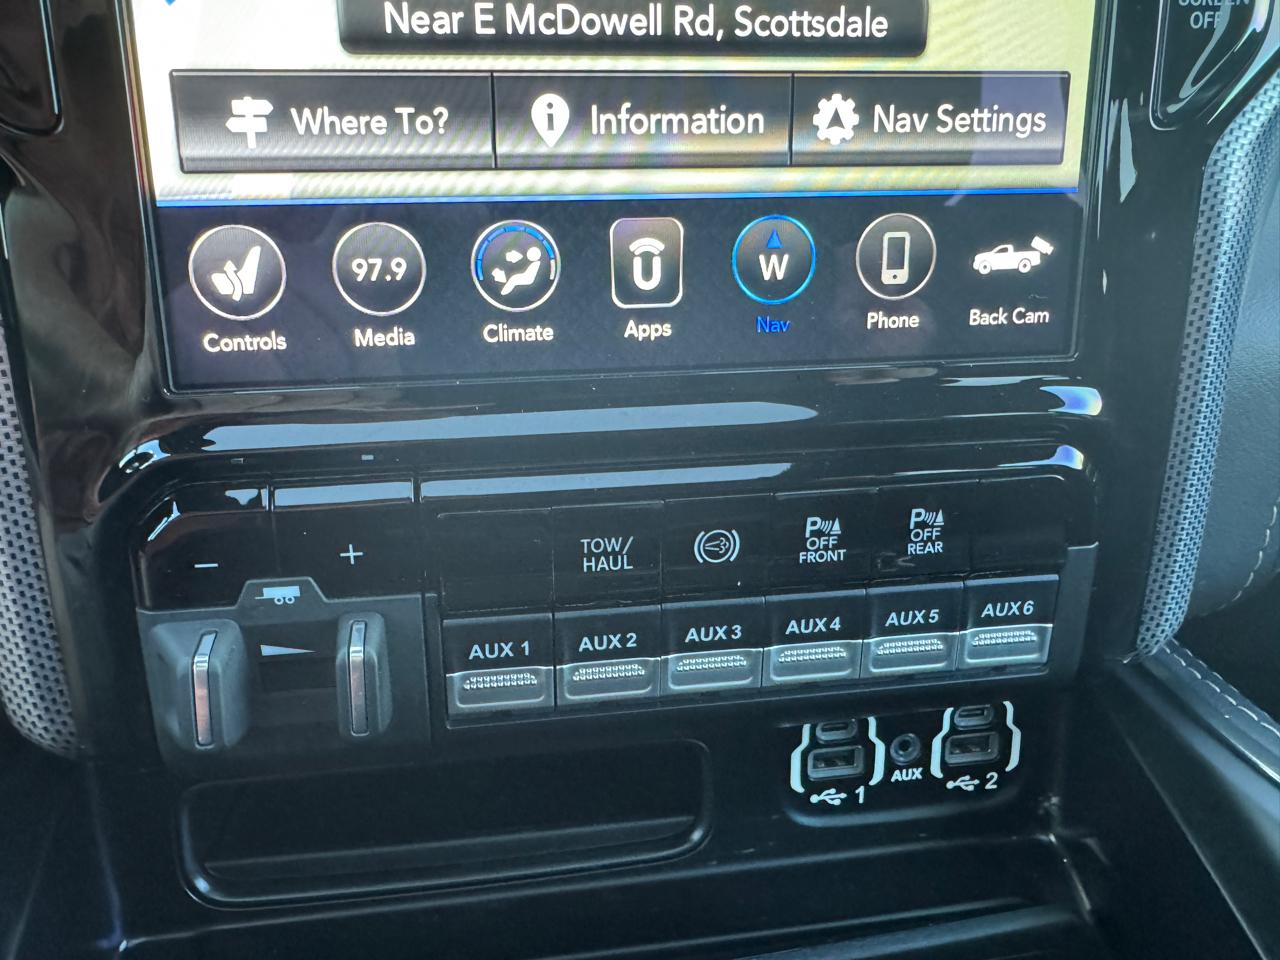 SCREEN
OFF
Near E McDowell Rd, Scottsdale
Where To?
Information
Nav Settings
97.9
W
Controls
Media
Climate
Apps
Nav
Phone
Back Cam
− +
TOW/
HAUL
P
OFF
FRONT
P
OFF
REAR
AUX 1
AUX 2
AUX 3
AUX 4
AUX 5
AUX 6
1
AUX
2